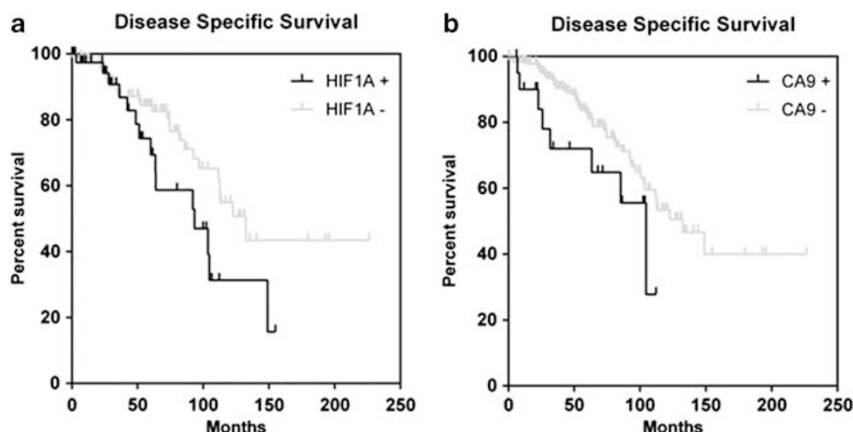 a
Disease Specific Survival
Percent survival
100
80
60
40
20
0
HIF1A +
HIF1A -
0 50 100 150 200 250
Months
b
Disease Specific Survival
Percent survival
100
80
60
40
20
0
CA9 +
CA9 -
0 50 100 150 200 250
Months